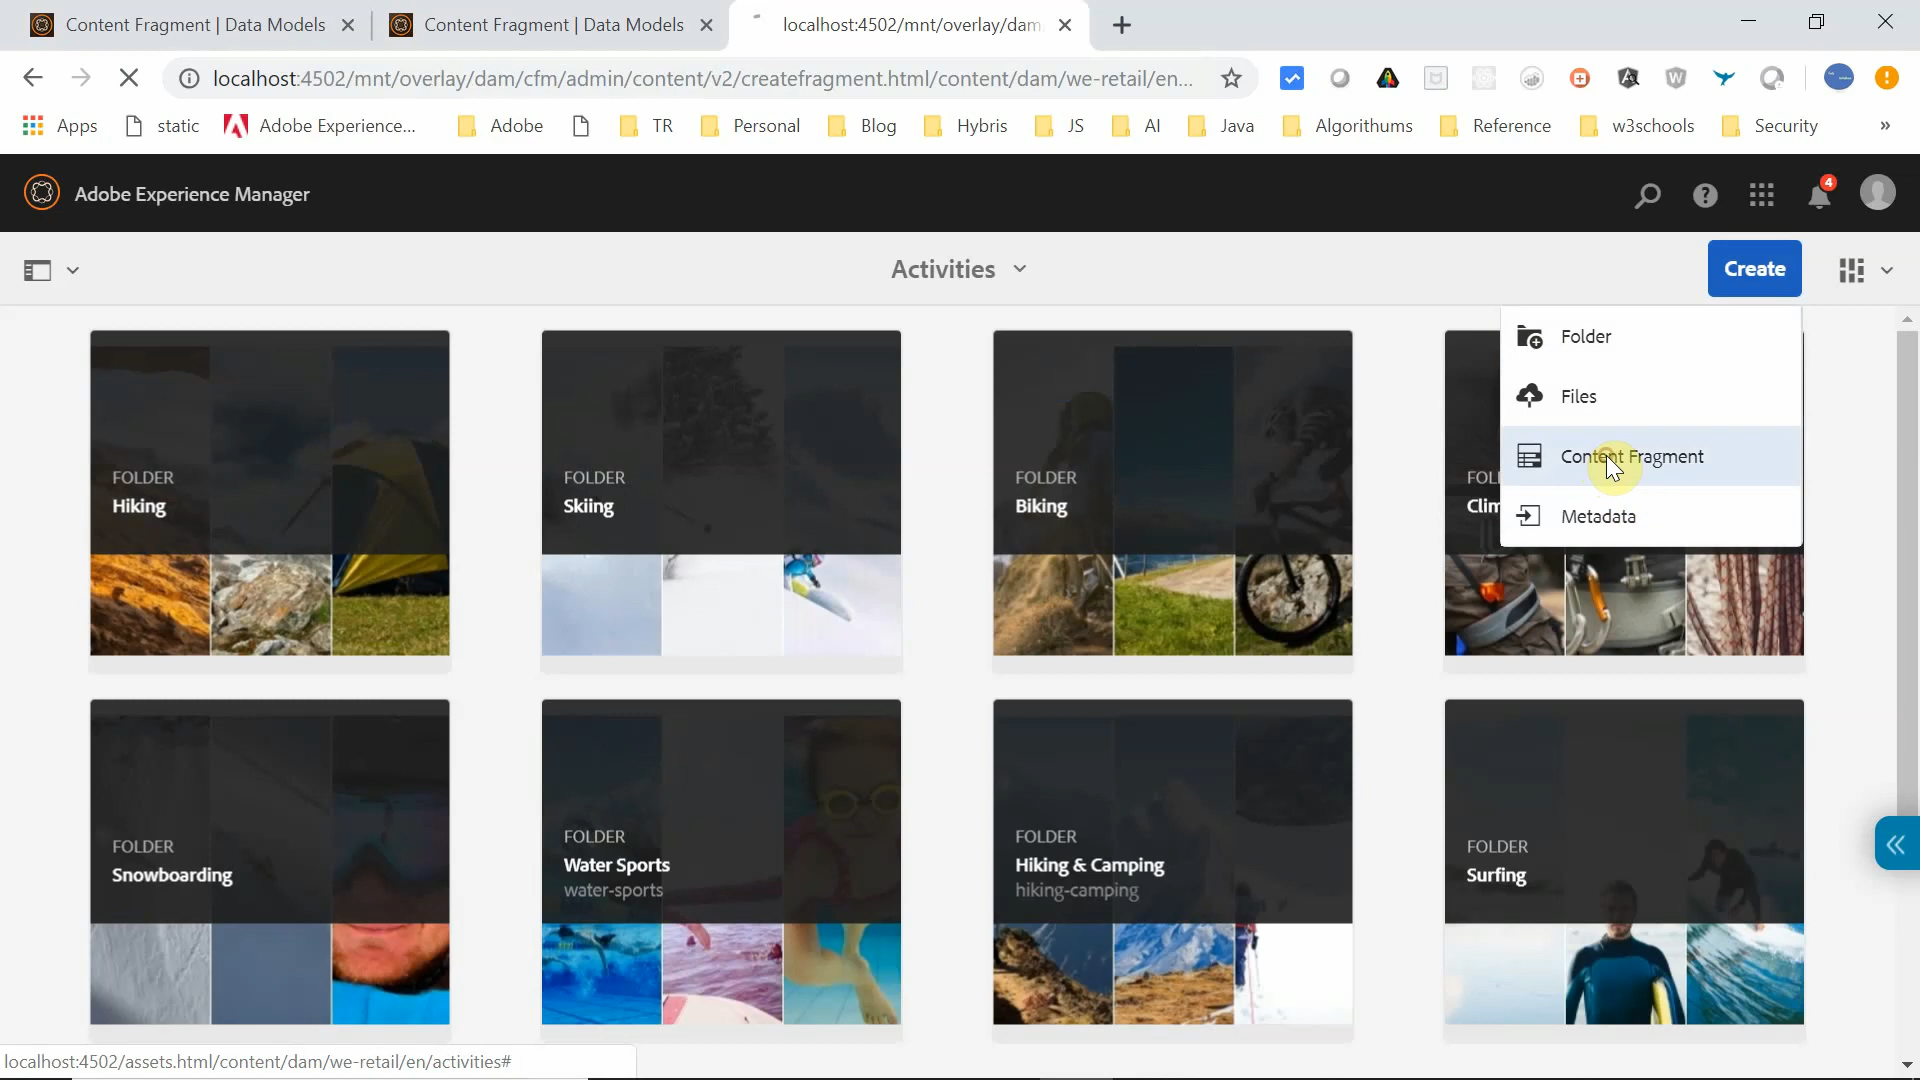 Content Fragment | Data Models
Content Fragment | Data Models
localhost:4502/mnt/overlay/dam
localhost:4502/mnt/overlay/dam/cfm/admin/content/v2/createfragment.html/content/dam/we-retail/en...
Apps
static
Adobe Experience...
Adobe
TR
Personal
Blog
Hybris
JS
AI
Java
Algorithums
Reference
w3schools
Security
»
Adobe Experience Manager
4
Activities
Create
Folder
Files
Content Fragment
Metadata
FOLDER
Hiking
FOLDER
Skiing
FOLDER
Biking
FOL
Clim
FOLDER
Snowboarding
FOLDER
Water Sports
water-sports
FOLDER
Hiking & Camping
hiking-camping
FOLDER
Surfing
localhost:4502/assets.html/content/dam/we-retail/en/activities#